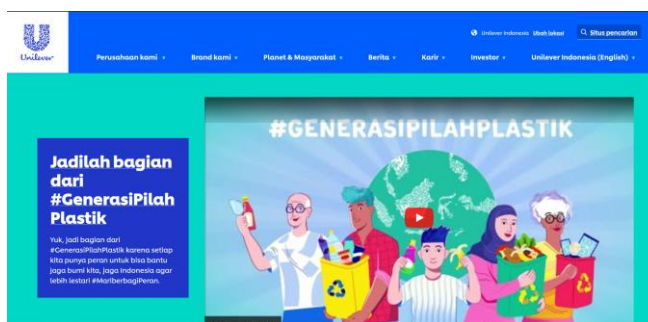 Unilever
Unilever Indonesia Ubah lokasi Situs pencarian
Perusahaan kami Brand kami Planet & Masyarakat Berita Karir Investor Unilever Indonesia (English)
#GENERASIPILAHPLASTIK
Jadilah bagian
dari
#GenerasiPilah
Plastik
Yuk, jadi bagian dari
#GenerasiPilahPlastik karena setiap
kita punya peran untuk bisa bantu
jaga bumi kita, jaga Indonesia agar
lebih lestari #MariberbagiPeran.